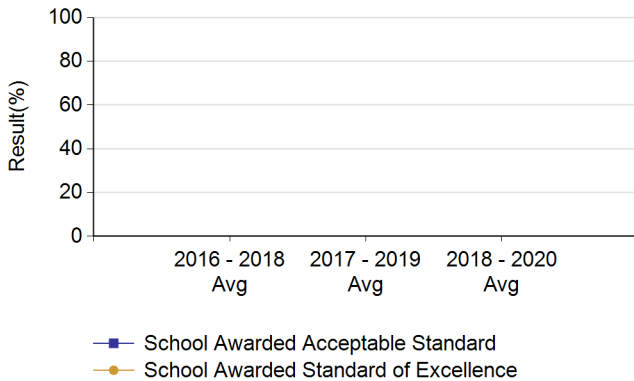 100
80
60
40
20
0
Result(%)
2016 - 2018 2017 - 2019 2018 - 2020
Avg Avg Avg
School Awarded Acceptable Standard
School Awarded Standard of Excellence